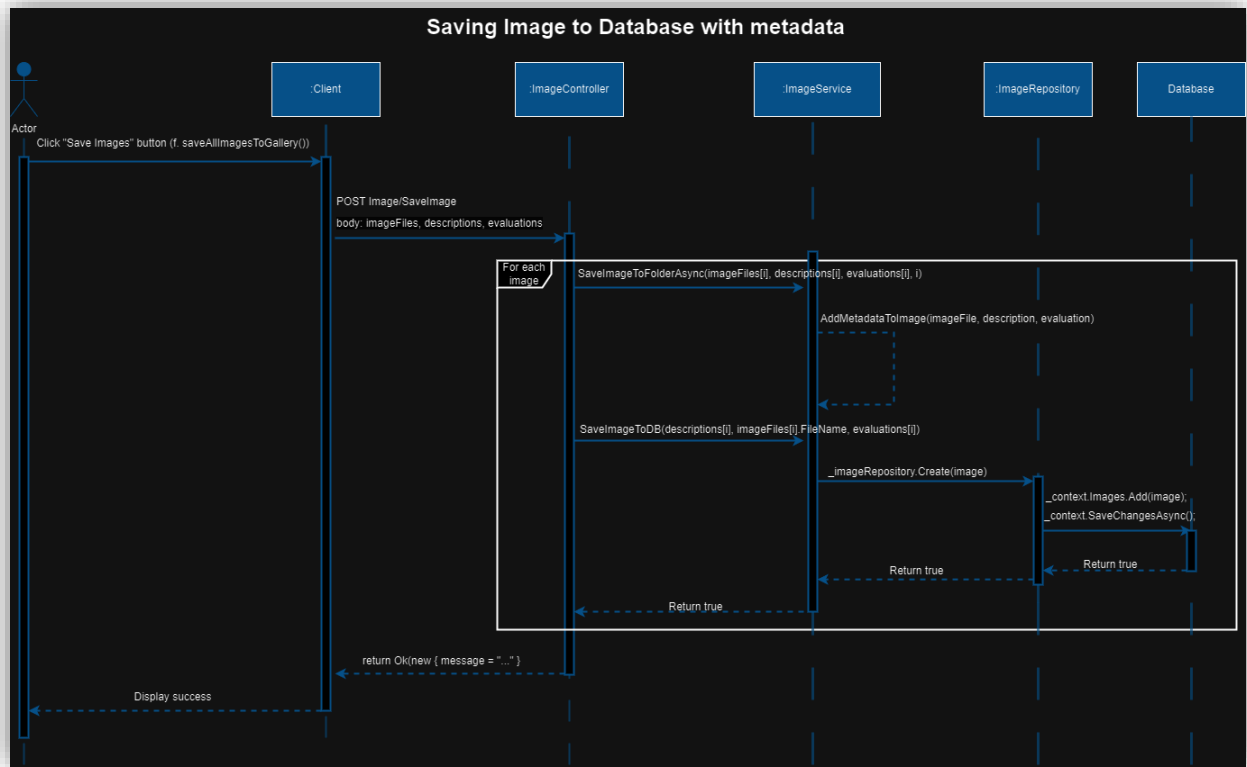 Saving Image to Database with metadata
:Client
:ImageController
:ImageService
:ImageRepository
Database
Actor
Click "Save Images" button (f. saveAllImagesToGallery())
POST Image/SaveImage
body: imageFiles, descriptions, evaluations
For each
image
SaveImageToFolderAsync(imageFiles[i], descriptions[i], evaluations[i], i)
AddMetadataToImage(imageFile, description, evaluation)
SaveImageToDB(descriptions[i], imageFiles[i].FileName, evaluations[i])
_imageRepository.Create(image)
_context.Images.Add(image);
_context.SaveChangesAsync();
Return true
Return true
Return true
return Ok(new { message = "..." }
Display success